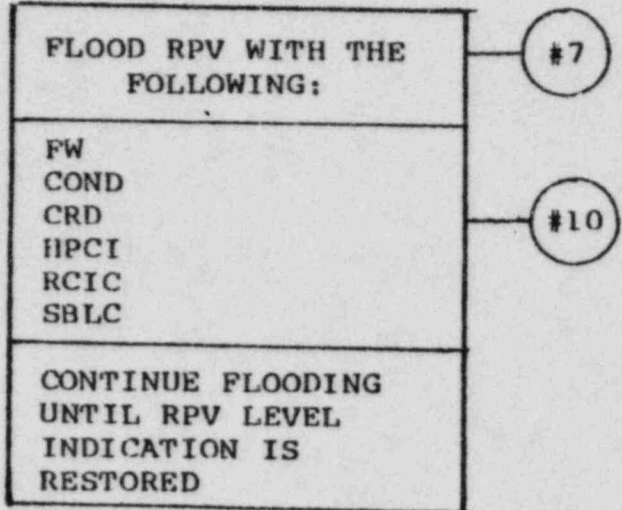 FLOOD RPV WITH THE
FOLLOWING:
#7
FW
COND
CRD
HPCI
RCIC
SBLC
#10
CONTINUE FLOODING
UNTIL RPV LEVEL
INDICATION IS
RESTORED